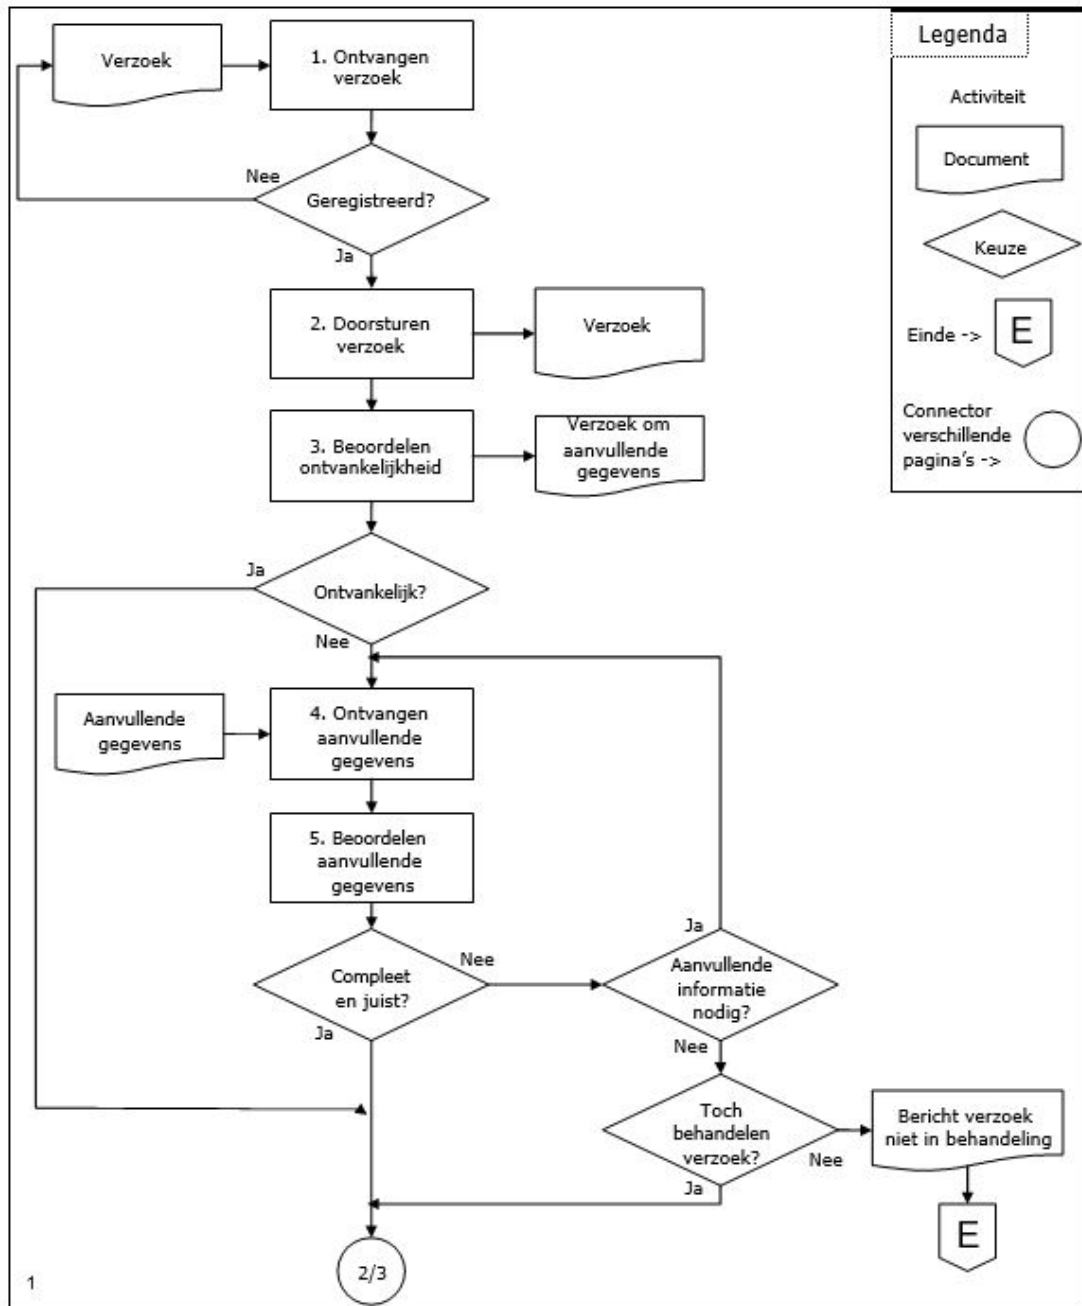 Legenda
Activiteit
Document
Keuze
Einde ->
E
Connector
verschillende
pagina's ->
Verzoek
1. Ontvangen
verzoek
Nee
Geregistreerd?
Ja
2. Doorsturen
verzoek
Verzoek
3. Beoordelen
ontvankelijkheid
Verzoek om
aanvullende
gegevens
Ja
Ontvankelijk?
Nee
Aanvullende
gegevens
4. Ontvangen
aanvullende
gegevens
5. Beoordelen
aanvullende
gegevens
Compleet
en juist?
Nee
Ja
Ja
Aanvullende
informatie
nodig?
Nee
Toch
behandelen
verzoek?
Nee
Ja
Bericht verzoek
niet in behandeling
E
2/3
1